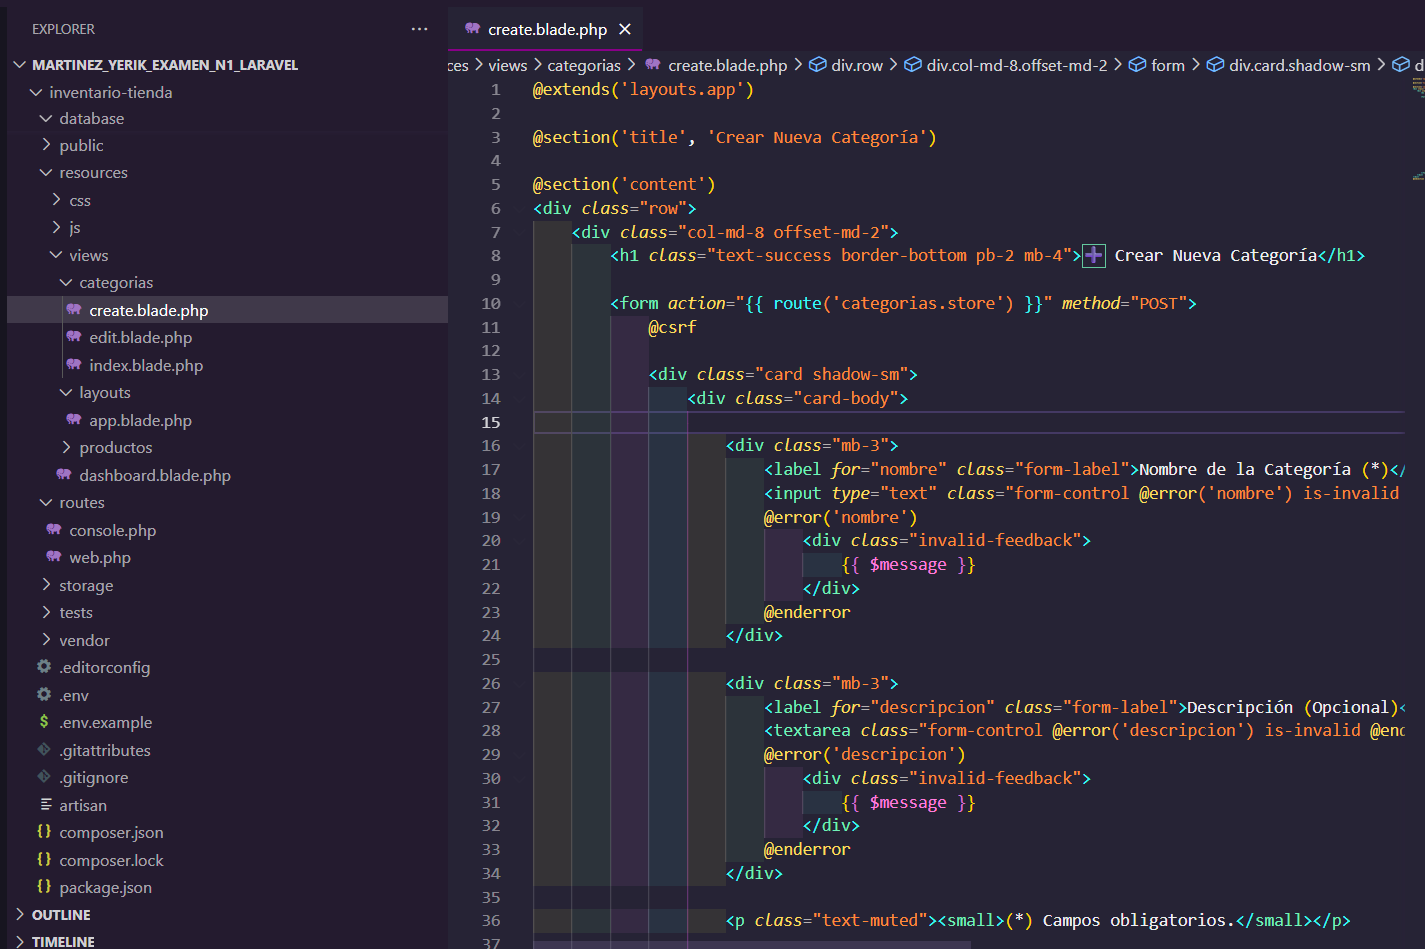 EXPLORER
MARTINEZ_YERIK_EXAMEN_N1_LARAVEL
inventario-tienda
database
public
resources
css
js
views
categorias
create.blade.php
edit.blade.php
index.blade.php
layouts
app.blade.php
productos
dashboard.blade.php
routes
console.php
web.php
storage
tests
vendor
.editorconfig
.env
.env.example
.gitattributes
.gitignore
artisan
composer.json
composer.lock
package.json
OUTLINE
TIMELINE
create.blade.php
ces > views > categorias > create.blade.php > div.row > div.col-md-8.offset-md-2 > form > div.card.shadow-sm > d
1 @extends('layouts.app')
2
3 @section('title', 'Crear Nueva Categoría')
4
5 @section('content')
6 <div class="row">
7 <div class="col-md-8 offset-md-2">
8 <h1 class="text-success border-bottom pb-2 mb-4">➕ Crear Nueva Categoría</h1>
9
10 <form action="{{ route('categorias.store') }}" method="POST">
11 @csrf
12
13 <div class="card shadow-sm">
14 <div class="card-body">
15
16 <div class="mb-3">
17 <label for="nombre" class="form-label">Nombre de la Categoría (*)</
18 <input type="text" class="form-control @error('nombre') is-invalid
19 @error('nombre')
20 <div class="invalid-feedback">
21 {{ $message }}
22 </div>
23 @enderror
24 </div>
25
26 <div class="mb-3">
27 <label for="descripcion" class="form-label">Descripción (Opcional)<
28 <textarea class="form-control @error('descripcion') is-invalid @end
29 @error('descripcion')
30 <div class="invalid-feedback">
31 {{ $message }}
32 </div>
33 @enderror
34 </div>
35
36 <p class="text-muted"><small>(*) Campos obligatorios.</small></p>
37